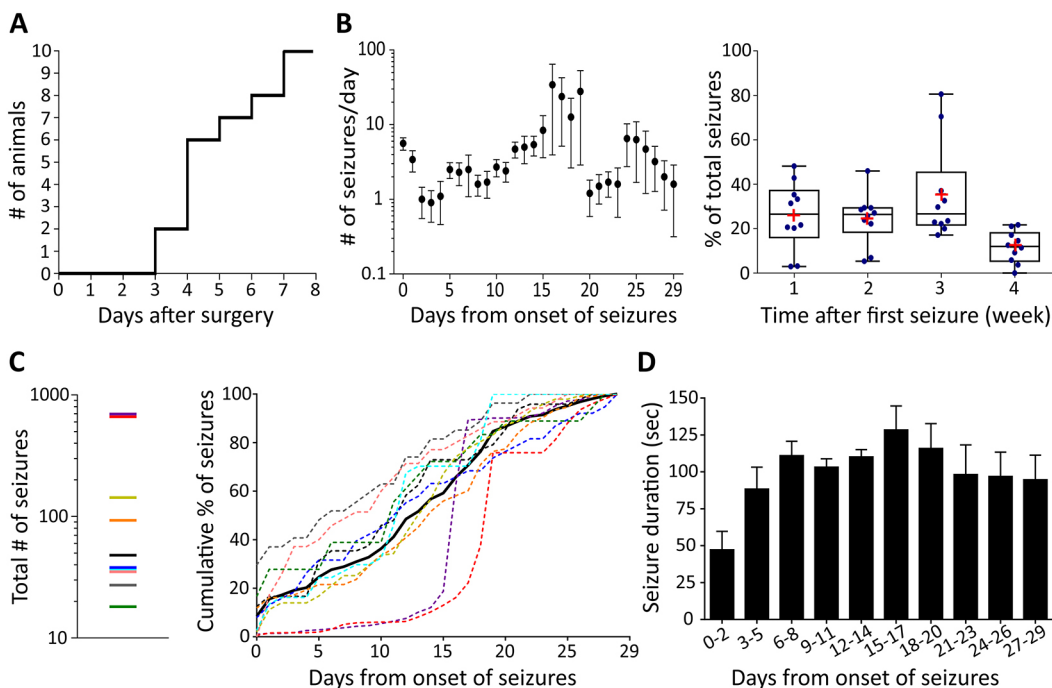 A
# of animals
10
9
8
7
6
5
4
3
2
1
0
0 1 2 3 4 5 6 7 8
Days after surgery
B
# of seizures/day
100
10
1
0.1
0 5 10 15 20 25 29
Days from onset of seizures
% of total seizures
100
80
60
40
20
0
1 2 3 4
Time after first seizure (week)
C
Total # of seizures
1000
100
10
Cumulative % of seizures
100
80
60
40
20
0
0 5 10 15 20 25 29
Days from onset of seizures
D
Seizure duration (sec)
150
125
100
75
50
25
0
0-2 3-5 6-8 9-11 12-14 15-17 18-20 21-23 24-26 27-29
Days from onset of seizures